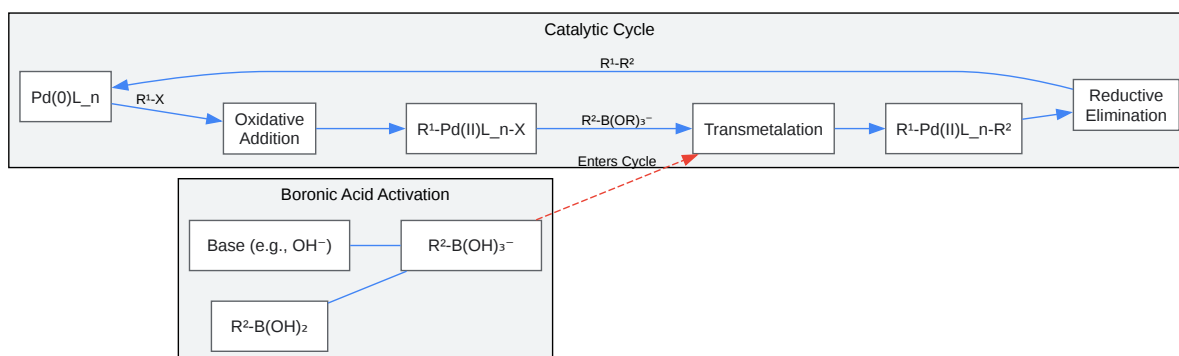 Catalytic Cycle
R¹-R²
Pd(0)L_n
R¹-X
Oxidative
Addition
R¹-Pd(II)L_n-X
R²-B(OR)₃⁻
Transmetalation
R¹-Pd(II)L_n-R²
Reductive
Elimination
Enters Cycle
Boronic Acid Activation
Base (e.g., OH⁻)
R²-B(OH)₃⁻
R²-B(OH)₂